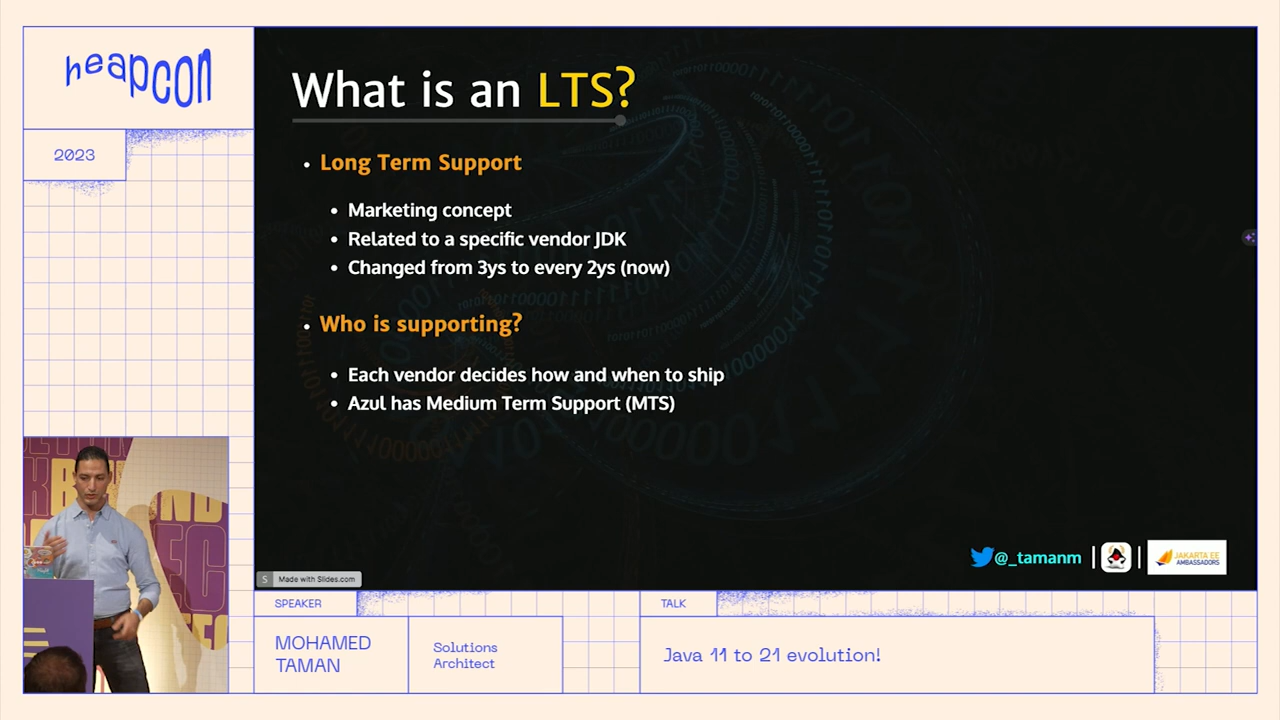 heapcon
2023
What is an LTS?
Long Term Support
Marketing concept
Related to a specific vendor JDK
Changed from 3ys to every 2ys (now)
Who is supporting?
Each vendor decides how and when to ship
Azul has Medium Term Support (MTS)
@_tamanm
JAKARTA EE
AMBASSADORS
S Made with Slides.com
SPEAKER
MOHAMED
TAMAN
Solutions
Architect
TALK
Java 11 to 21 evolution!